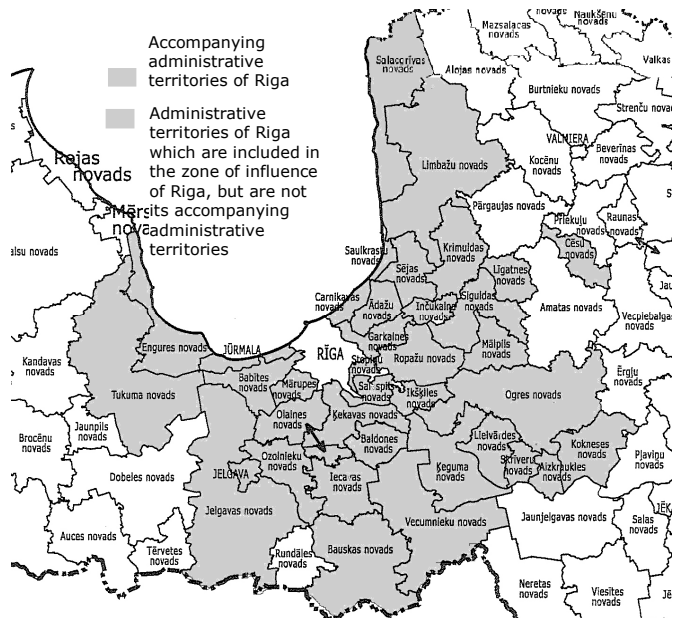 Accompanying
administrative
territories of Riga
Administrative
territories of Riga
which are included in
the zone of influence
of Riga, but are not
its accompanying
administrative
territories
Mazsalacas
novads
Naukšēnu
novads
Salacgrīvas
novads
Alojas novads
Valkas
Burtnieku novads
Strenču nova
Rojas
novads
VALMIERA
Limbažu novads
Kocēnu
novads
Beverīnas
novads
Mērs
nova
Pārgaujas novads
Priekuļu
novads
Raunas
novads
alsu novads
Saulkrastu
novads
Krimuldas
novads
Cēsu
novads
Sējas
novads
Līgatnes
novads
Jau
Carnikavas
novads
Ādažu
novads
Inčukalna
novads
Siguldas
novads
Amatas novads
Vecpiebalgas
novads
Engures novads
JŪRMALA
RĪGA
Garkalnes
novads
Mālpils
novads
Kandavas
novads
Babītes
novads
Mārupes
novads
Stopiņu
novads
Ropažu novads
Ērgļu
novads
Tukuma novads
Salaspils
novads
Ikšķiles
novads
Ogres novads
Olaines
novads
Ķekavas novads
Jaunpils
novads
Brocēnu
novads
Baldones
novads
Lielvārdes
novads
Kokneses
novads
Ozolnieku
novads
Skrīveru
novads
Aizkraukles
novads
Pļaviņu
novads
Dobeles novads
JELGAVA
Iecavas
novads
Ķeguma
novads
Jelgavas novads
Vecumnieku novads
Jaunjelgavas novads
JĒK
Salas
novads
Auces novads
Tērvetes
novads
Rundāles
novads
Bauskas novads
Neretas
novads
Viesītes
novads
Jē
n